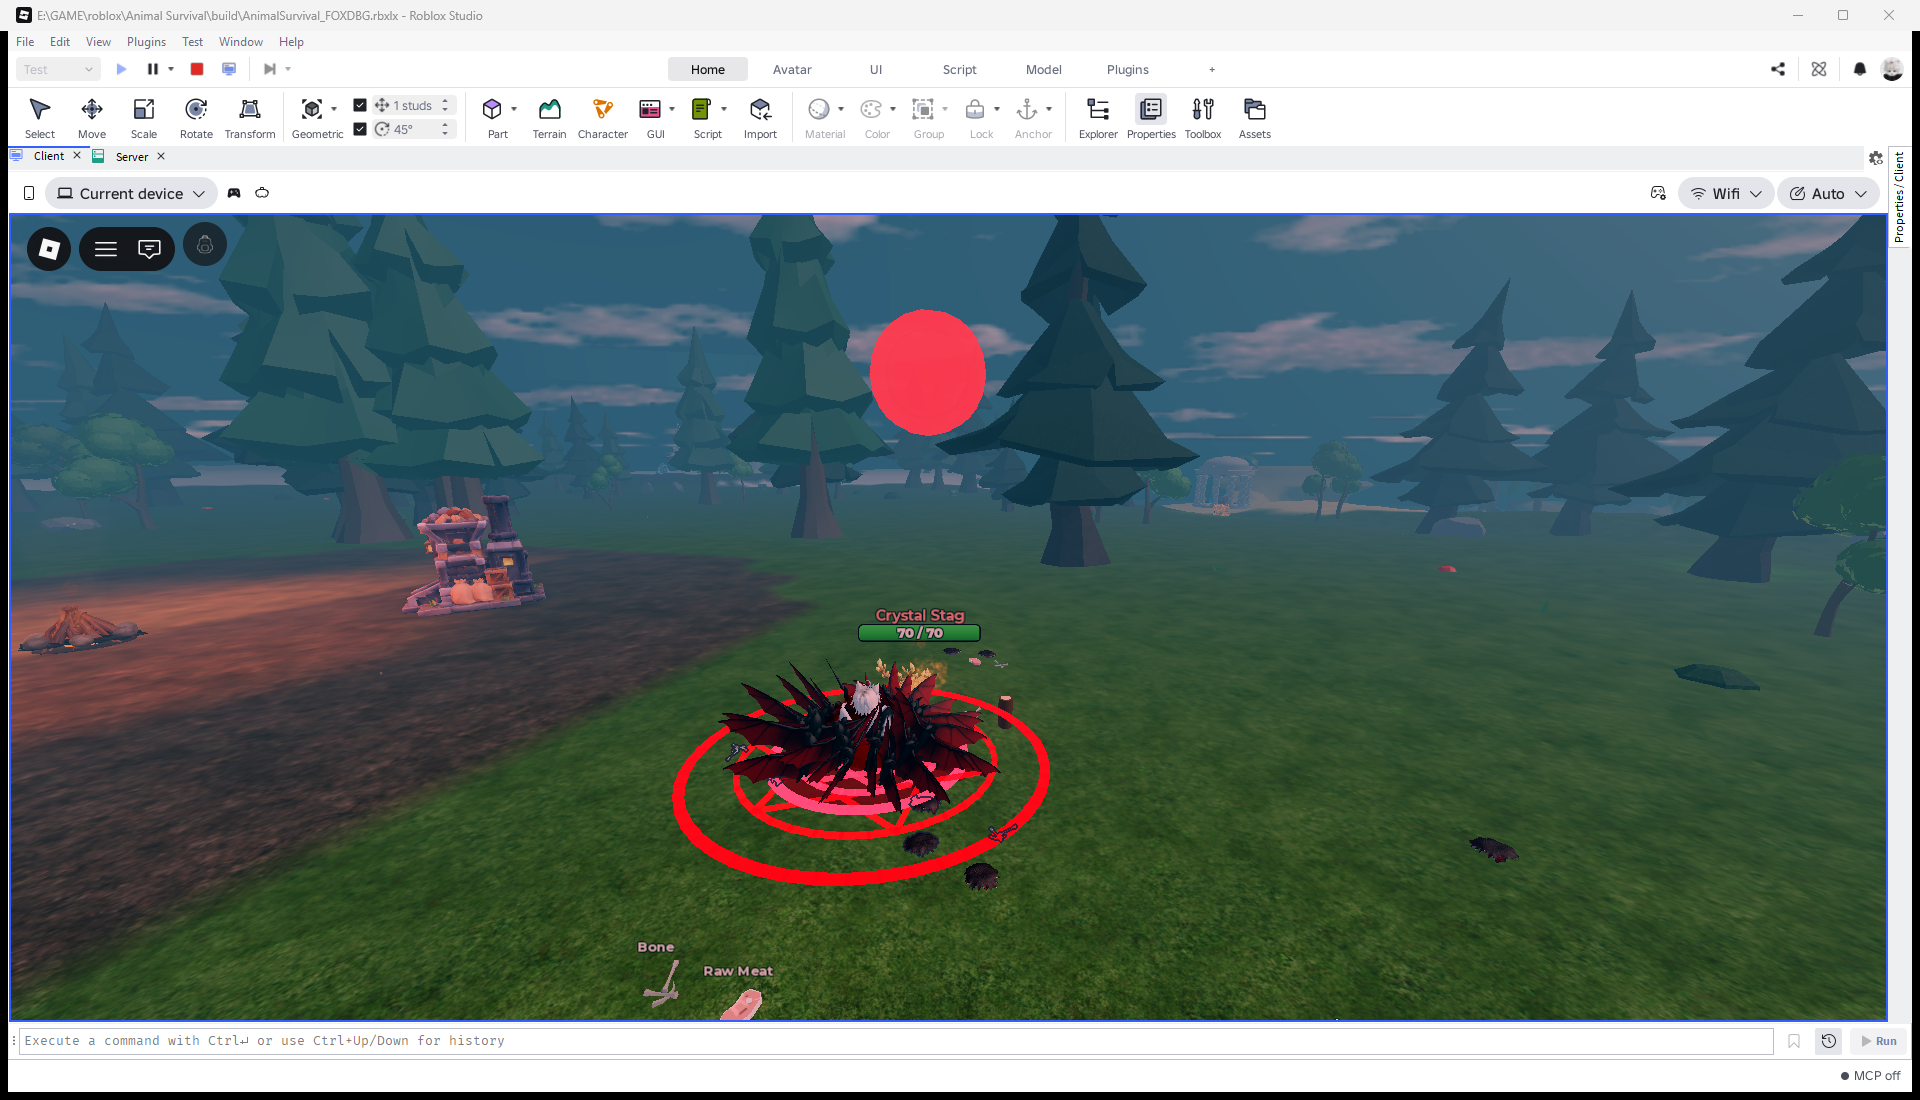 E:\GAME\roblox\Animal Survival\build\AnimalSurvival_FOXDBG.rbxlx - Roblox Studio
File Edit View Plugins Test Window Help
Test
Home Avatar UI Script Model Plugins +
1 studs
45°
Select Move Scale Rotate Transform Geometric Part Terrain Character GUI Script Import Material Color Group Lock Anchor Explorer Properties Toolbox Assets
Client Server
Properties / Client
Current device
Wifi Auto
Crystal Stag
70 / 70
Bone
Raw Meat
Execute a command with Ctrl↵ or use Ctrl+Up/Down for history
Run
MCP off